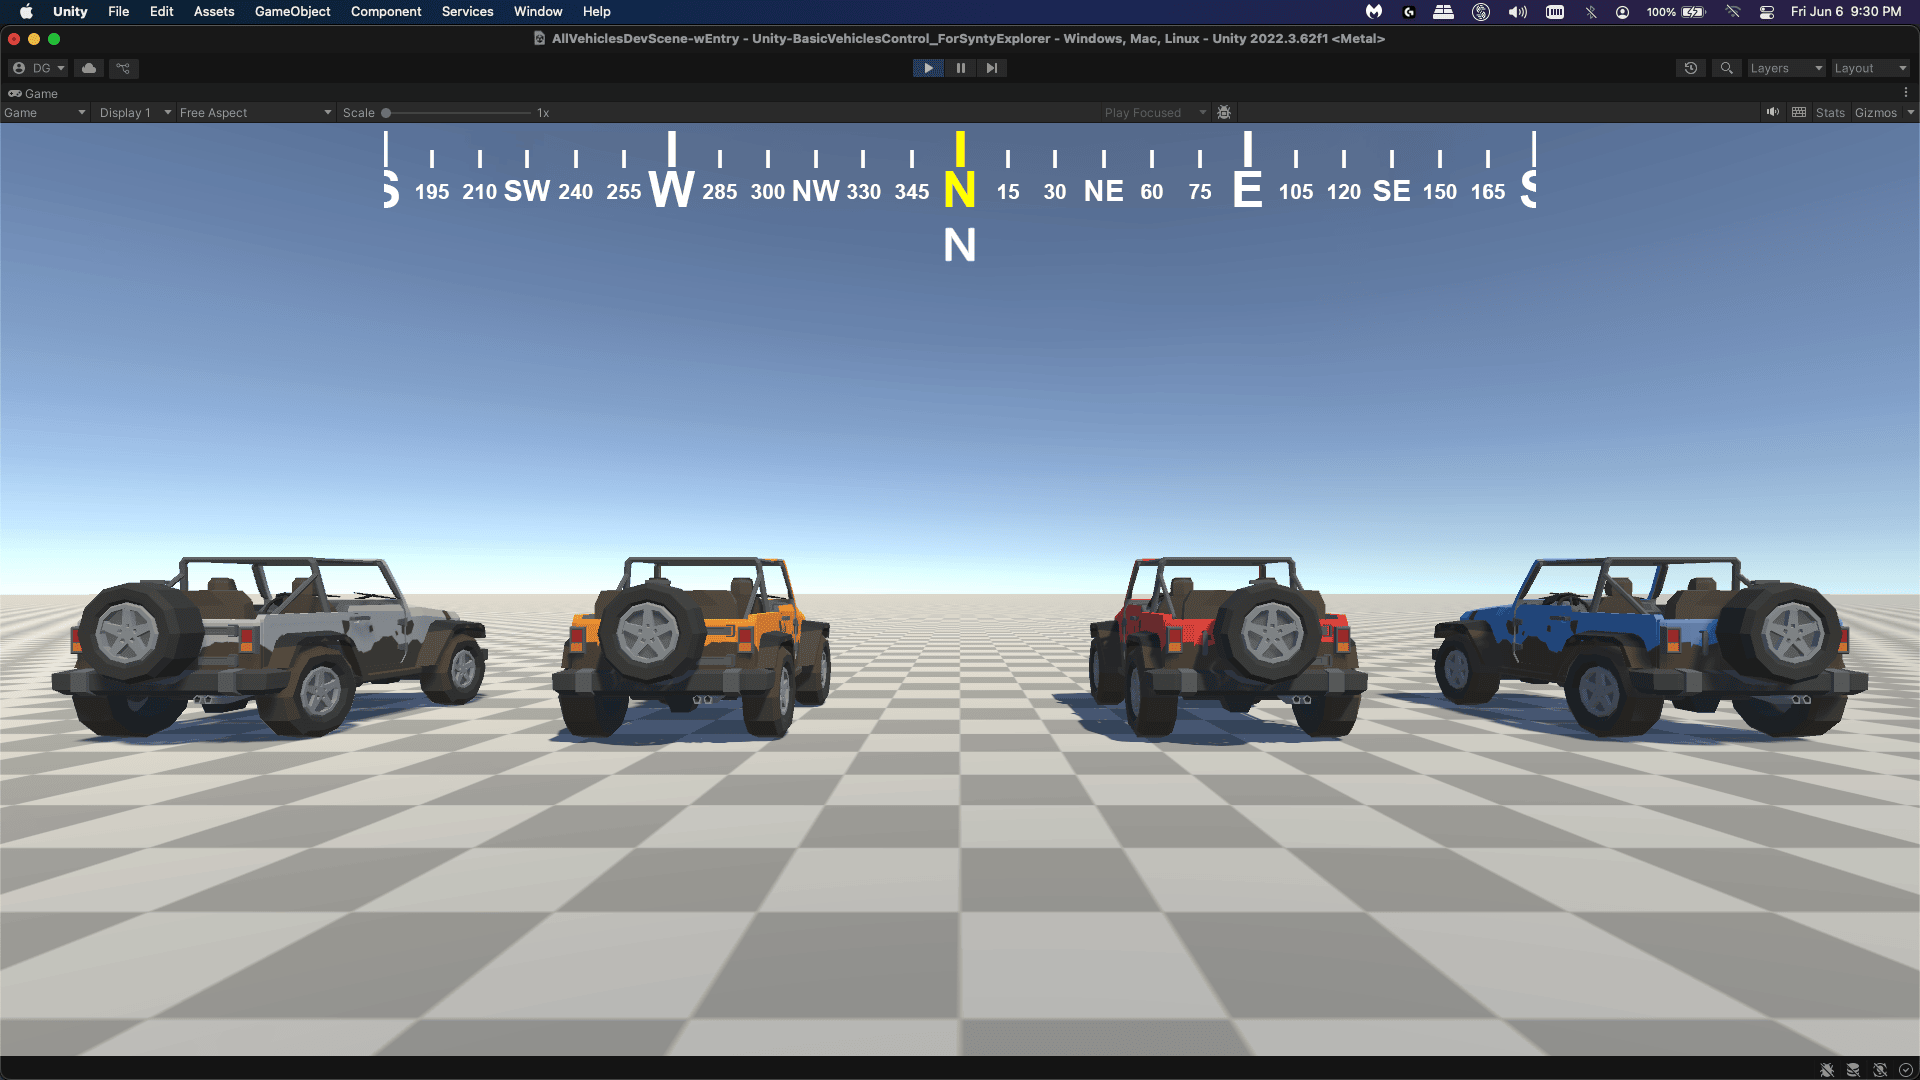 Unity File Edit Assets GameObject Component Services Window Help 100% Fri Jun 6 9:30 PM
AllVehiclesDevScene-wEntry - Unity-BasicVehiclesControl_ForSyntyExplorer - Windows, Mac, Linux - Unity 2022.3.62f1 <Metal>
DG Layers Layout
Game
Game Display 1 Free Aspect Scale 1x Play Focused Stats Gizmos
S 195 210 SW 240 255 W 285 300 NW 330 345 N 15 30 NE 60 75 E 105 120 SE 150 165 S
N